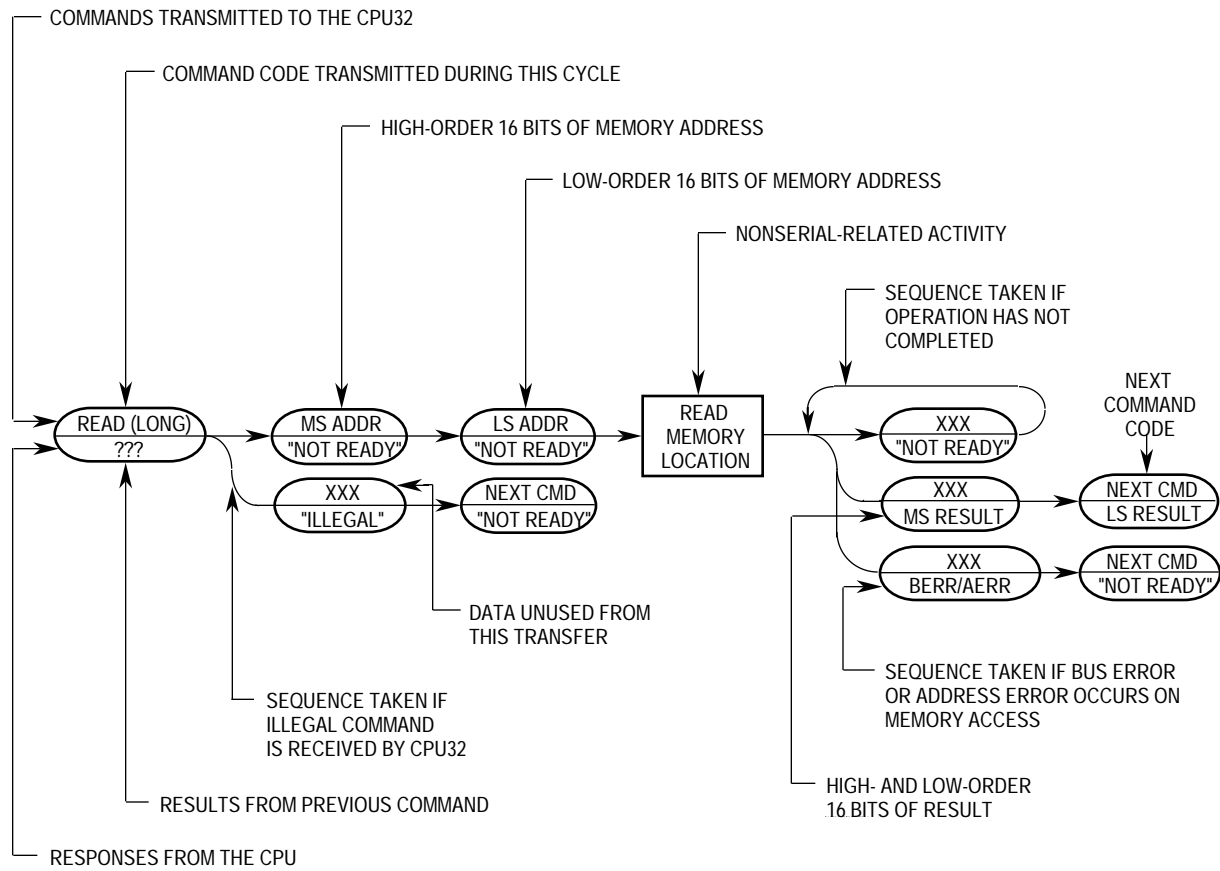 COMMANDS TRANSMITTED TO THE CPU32
COMMAND CODE TRANSMITTED DURING THIS CYCLE
HIGH-ORDER 16 BITS OF MEMORY ADDRESS
LOW-ORDER 16 BITS OF MEMORY ADDRESS
NONSERIAL-RELATED ACTIVITY
SEQUENCE TAKEN IF
OPERATION HAS NOT
COMPLETED
READ (LONG)
???
MS ADDR
"NOT READY"
LS ADDR
"NOT READY"
READ
MEMORY
LOCATION
XXX
"NOT READY"
NEXT
COMMAND
CODE
XXX
"ILLEGAL"
NEXT CMD
"NOT READY"
XXX
MS RESULT
NEXT CMD
LS RESULT
XXX
BERR/AERR
NEXT CMD
"NOT READY"
DATA UNUSED FROM
THIS TRANSFER
SEQUENCE TAKEN IF
ILLEGAL COMMAND
IS RECEIVED BY CPU32
SEQUENCE TAKEN IF BUS ERROR
OR ADDRESS ERROR OCCURS ON
MEMORY ACCESS
RESULTS FROM PREVIOUS COMMAND
HIGH- AND LOW-ORDER
16 BITS OF RESULT
RESPONSES FROM THE CPU